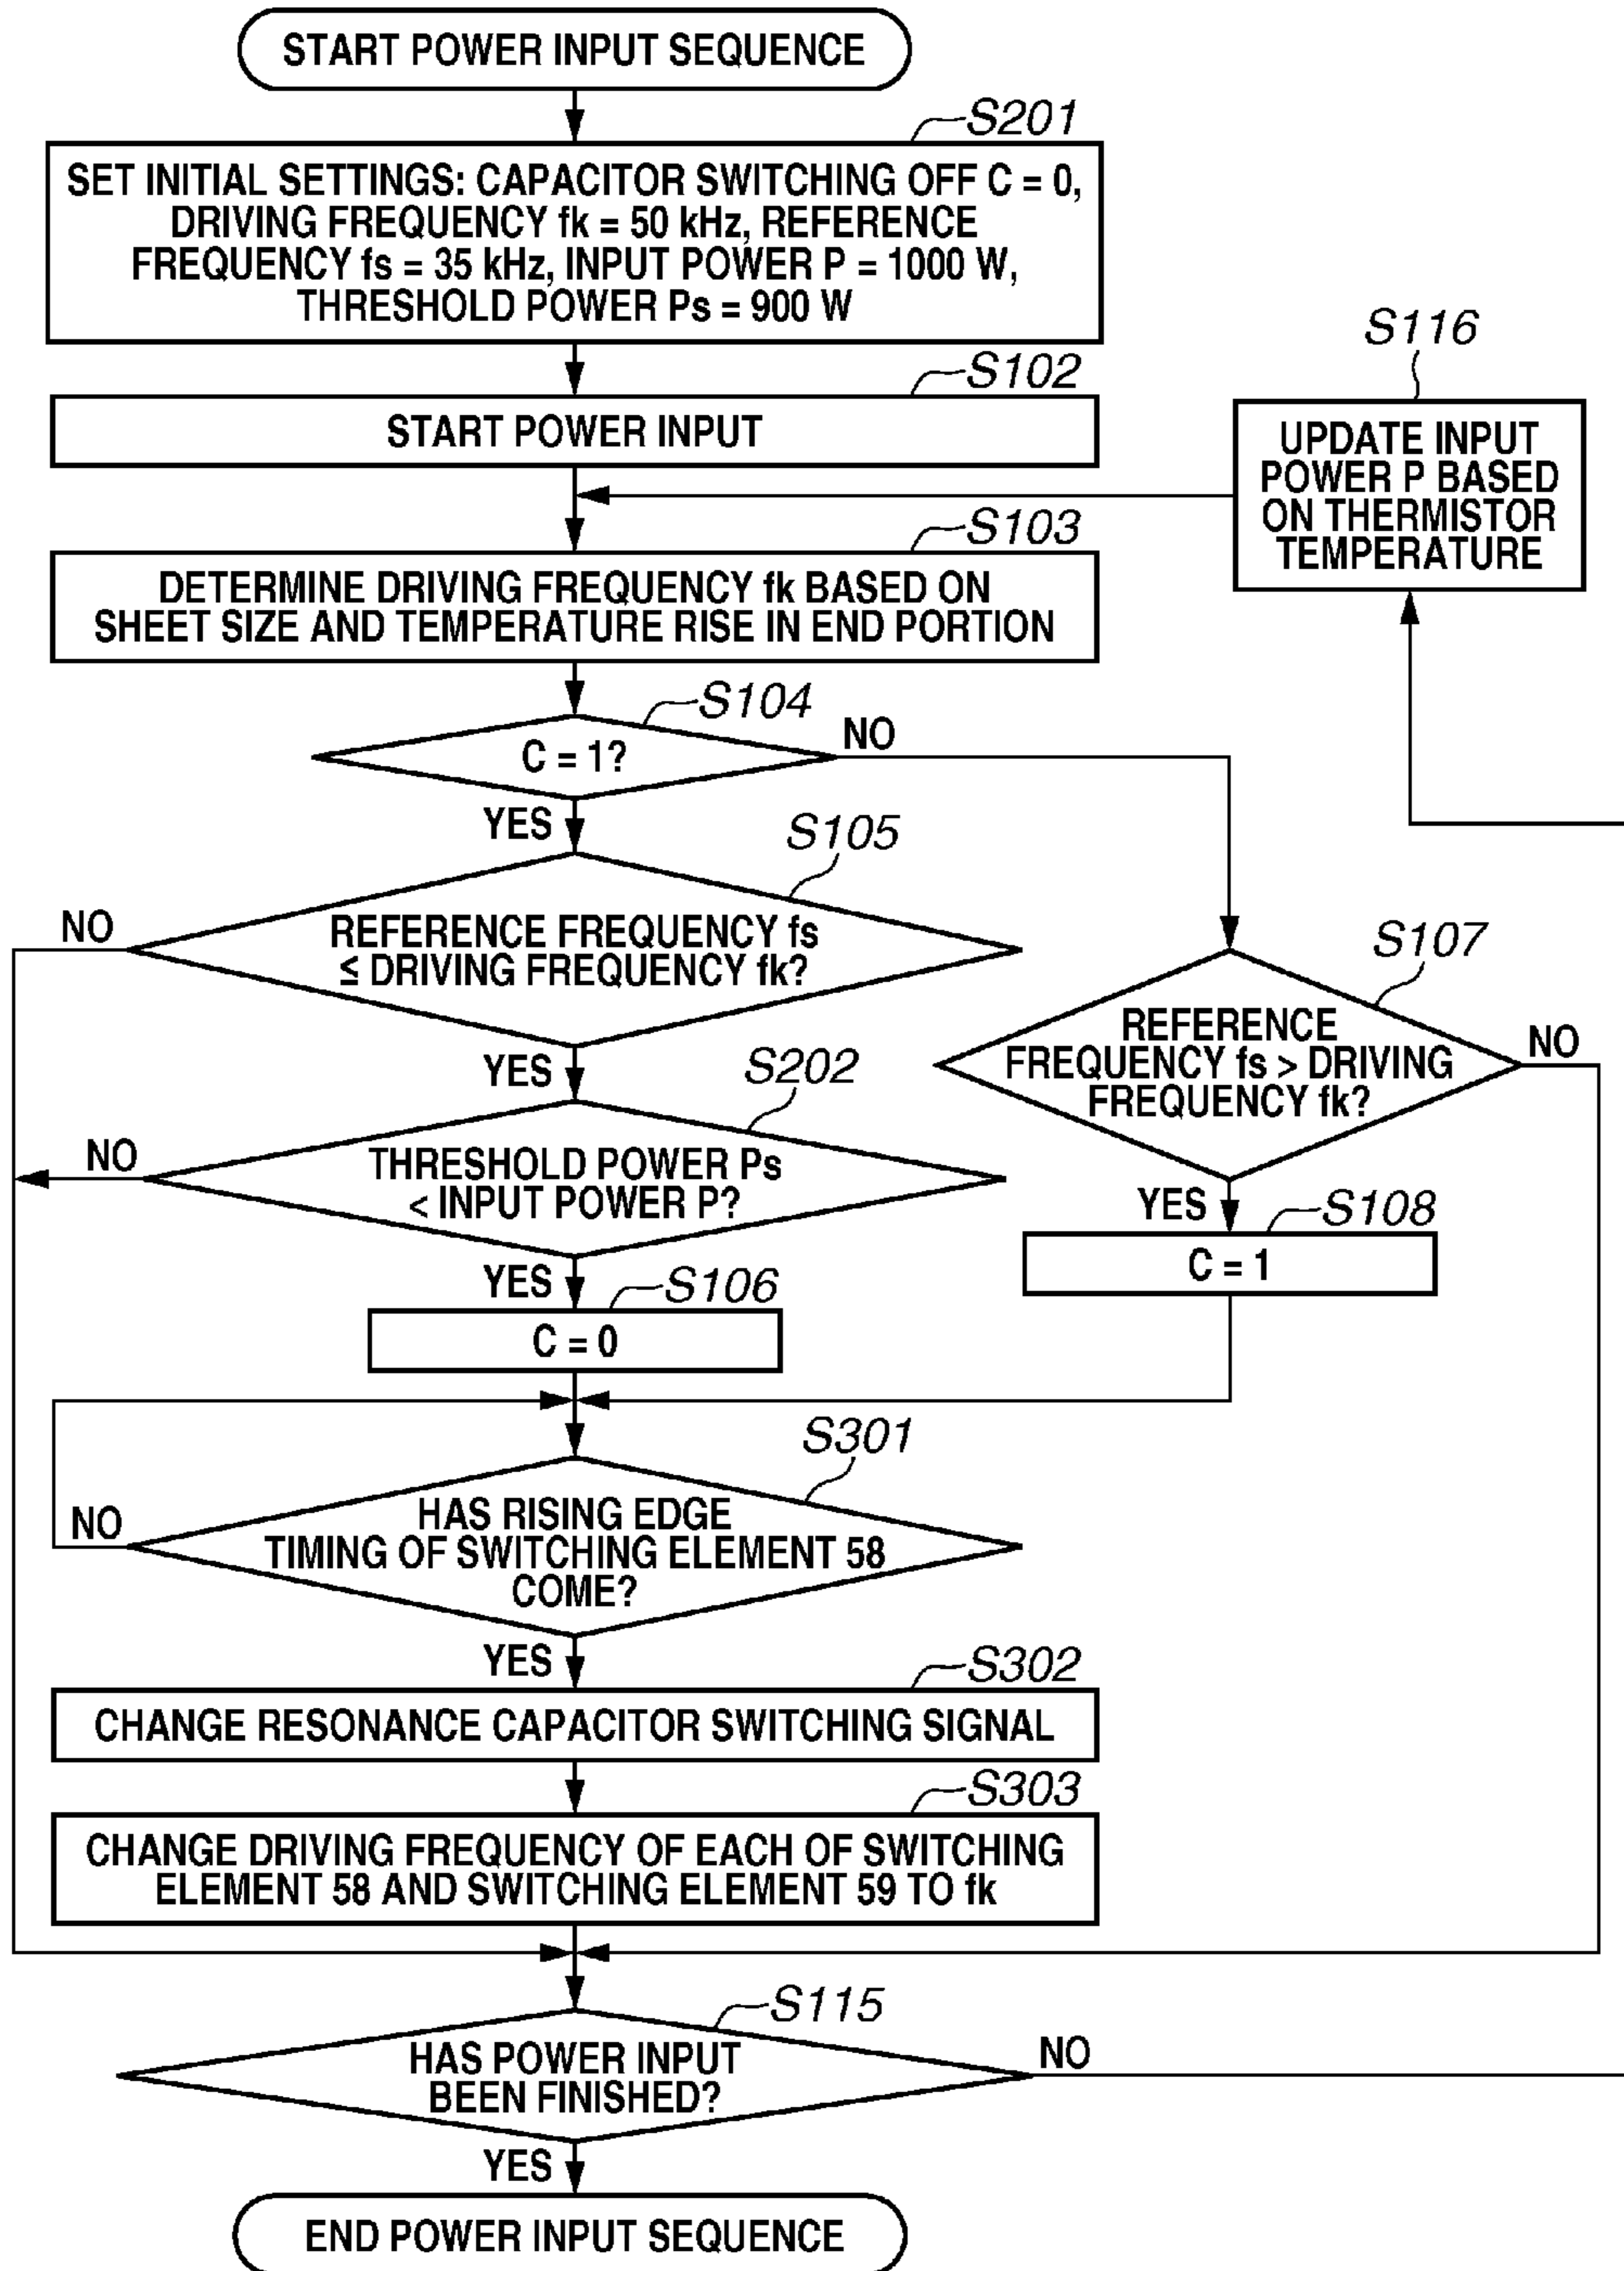 START POWER INPUT SEQUENCE
S201
SET INITIAL SETTINGS: CAPACITOR SWITCHING OFF C = 0,
DRIVING FREQUENCY fk = 50 kHz, REFERENCE
FREQUENCY fs = 35 kHz, INPUT POWER P = 1000 W,
THRESHOLD POWER Ps = 900 W
S102
START POWER INPUT
S116
UPDATE INPUT
POWER P BASED
ON THERMISTOR
TEMPERATURE
S103
DETERMINE DRIVING FREQUENCY fk BASED ON
SHEET SIZE AND TEMPERATURE RISE IN END PORTION
S104
C = 1?
NO
YES
S105
REFERENCE FREQUENCY fs
≤ DRIVING FREQUENCY fk?
NO
YES
S107
REFERENCE
FREQUENCY fs > DRIVING
FREQUENCY fk?
NO
YES
S202
THRESHOLD POWER Ps
< INPUT POWER P?
NO
YES
S108
C = 1
S106
C = 0
S301
HAS RISING EDGE
TIMING OF SWITCHING ELEMENT 58
COME?
NO
YES
S302
CHANGE RESONANCE CAPACITOR SWITCHING SIGNAL
S303
CHANGE DRIVING FREQUENCY OF EACH OF SWITCHING
ELEMENT 58 AND SWITCHING ELEMENT 59 TO fk
S115
HAS POWER INPUT
BEEN FINISHED?
NO
YES
END POWER INPUT SEQUENCE